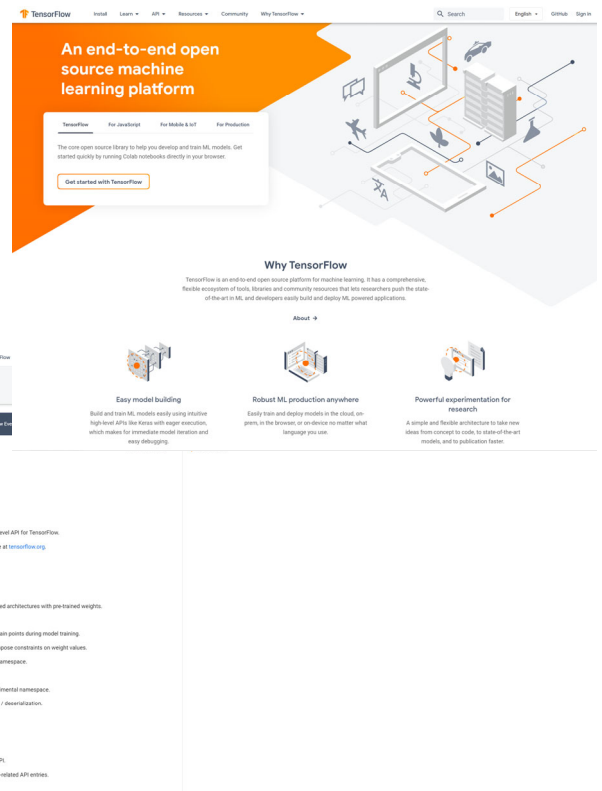 TensorFlow Install Learn API Resources Community Why TensorFlow Search English GitHub Sign in
An end-to-end open
source machine
learning platform
TensorFlow For JavaScript For Mobile & IoT For Production
The core open source library to help you develop and train ML models. Get
started quickly by running Colab notebooks directly in your browser.
Get started with TensorFlow
文
A
Why TensorFlow
TensorFlow is an end-to-end open source platform for machine learning. It has a comprehensive,
flexible ecosystem of tools, libraries and community resources that lets researchers push the state-
of-the-art in ML and developers easily build and deploy ML powered applications.
About →
Flow
w Eve
Easy model building
Build and train ML models easily using intuitive
high-level APIs like Keras with eager execution,
which makes for immediate model iteration and
easy debugging.
Robust ML production anywhere
Easily train and deploy models in the cloud, on-
prem, in the browser, or on-device no matter what
language you use.
Powerful experimentation for
research
A simple and flexible architecture to take new
ideas from concept to code, to state-of-the-art
models, and to publication faster.
evel API for TensorFlow.
e at tensorflow.org.
ed architectures with pre-trained weights.
ain points during model training.
pose constraints on weight values.
amespace.
imental namespace.
/ deserialization.
PI.
-related API entries.